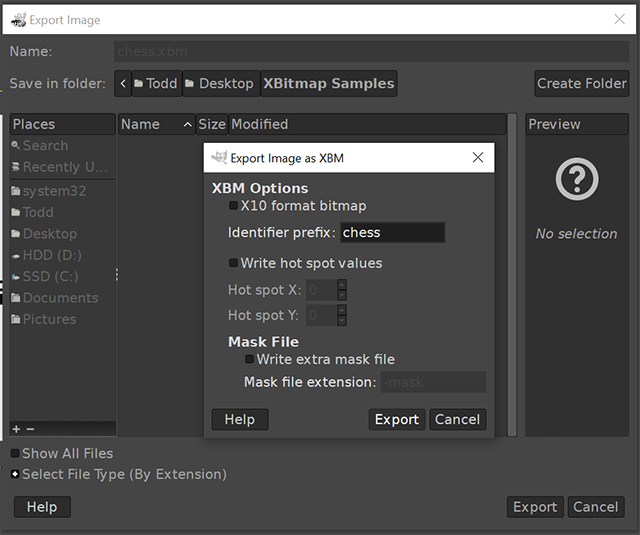 Export Image
Name: chess.xbm
Save in folder: Todd Desktop XBitmap Samples Create Folder
Places Name Size Modified Preview
Search
Recently U...
system32
Todd
Desktop
HDD (D:)
SSD (C:)
Documents
Pictures
No selection
Export Image as XBM
XBM Options
X10 format bitmap
Identifier prefix: chess
Write hot spot values
Hot spot X: 0
Hot spot Y: 0
Mask File
Write extra mask file
Mask file extension: -mask
Help Export Cancel
Show All Files
Select File Type (By Extension)
Help Export Cancel